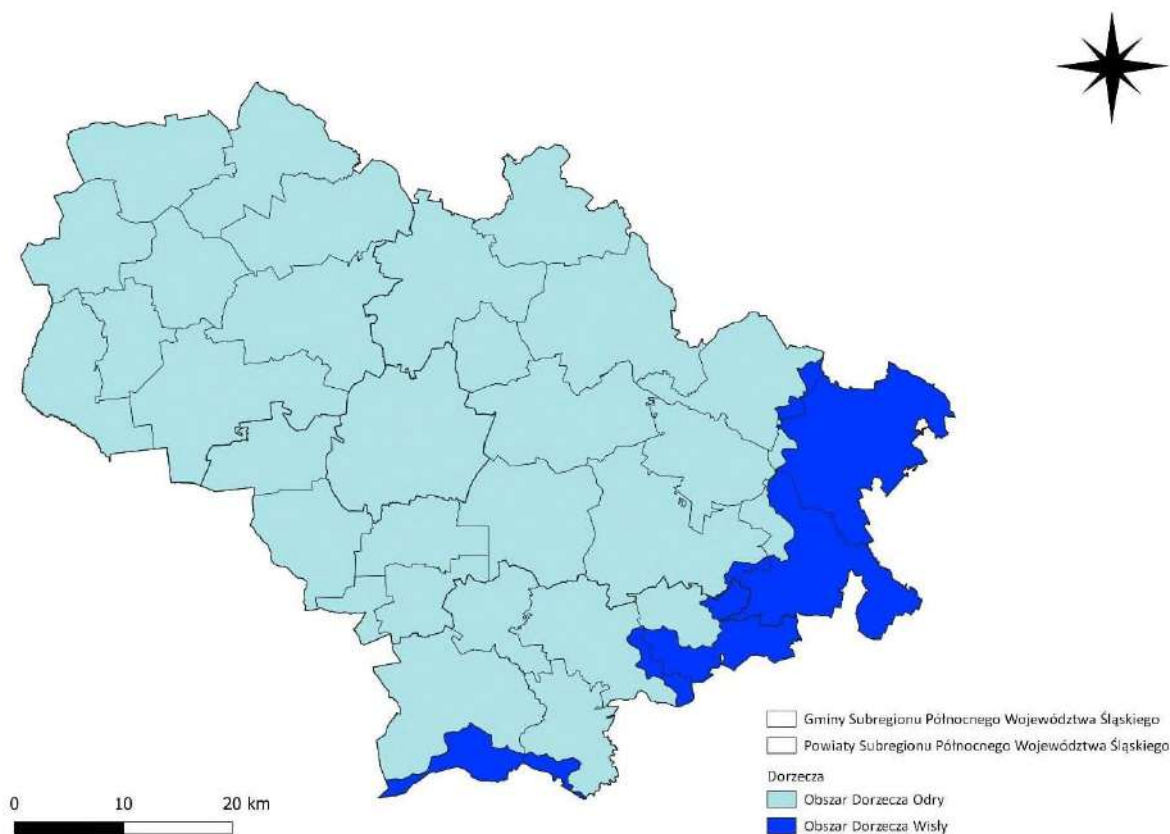 Gminy Subregionu Północnego Województwa Śląskiego
Powiaty Subregionu Północnego Województwa Śląskiego
Dorzecza
Obszar Dorzecza Odry
Obszar Dorzecza Wisły
0 10 20 km